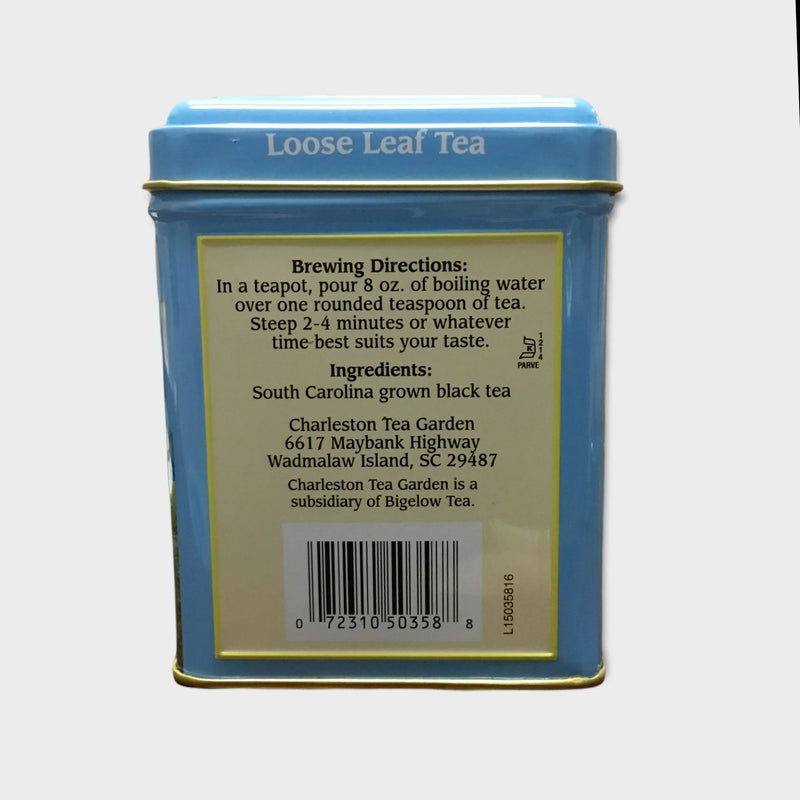 Loose Leaf Tea
Brewing Directions:
In a teapot, pour 8 oz. of boiling water
over one rounded teaspoon of tea.
Steep 2-4 minutes or whatever
time best suits your taste.
K
1214
PARVE
Ingredients:
South Carolina grown black tea
Charleston Tea Garden
6617 Maybank Highway
Wadmalaw Island, SC 29487
Charleston Tea Garden is a
subsidiary of Bigelow Tea.
0 72310 50358 8
L15035816